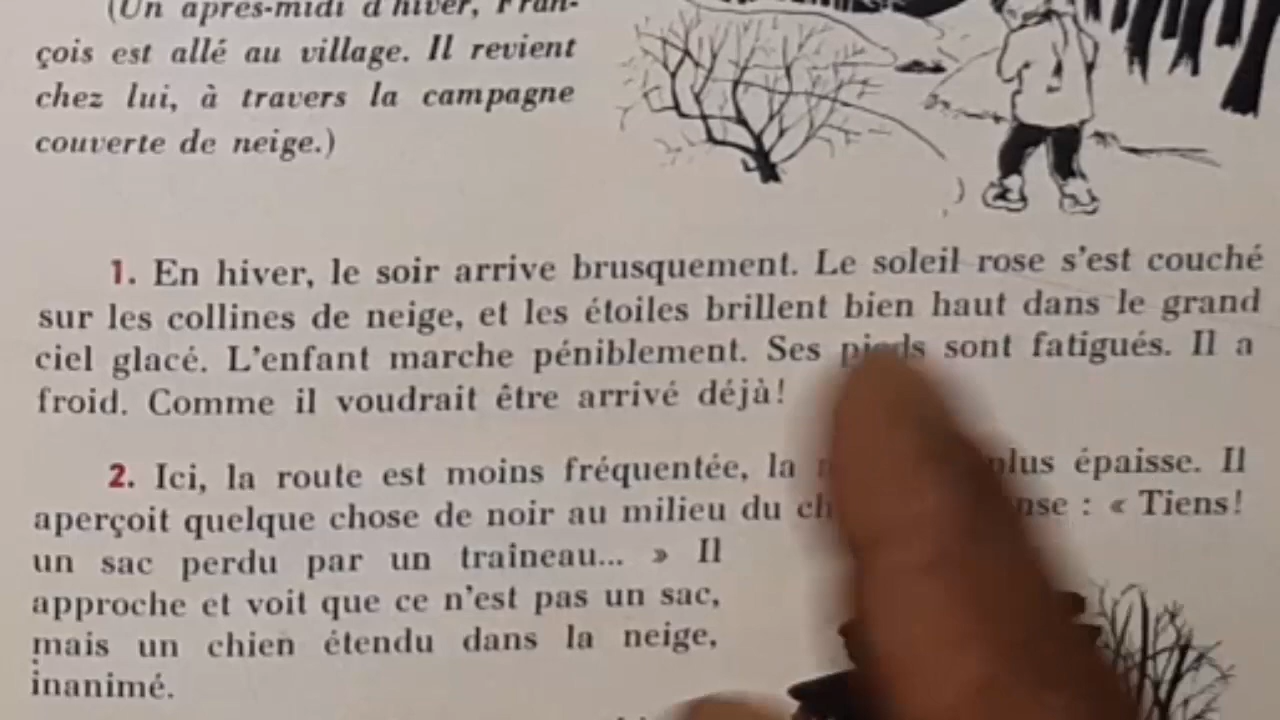 (Un après-midi d'hiver, Fran-
çois est allé au village. Il revient
chez lui, à travers la campagne
couverte de neige.)
1. En hiver, le soir arrive brusquement. Le soleil rose s'est couché
sur les collines de neige, et les étoiles brillent bien haut dans le grand
ciel glacé. L'enfant marche péniblement. Ses pieds sont fatigués. Il a
froid. Comme il voudrait être arrivé déjà!
2. Ici, la route est moins fréquentée, la plus épaisse. Il
aperçoit quelque chose de noir au milieu du : « Tiens!
un sac perdu par un traîneau... » Il
approche et voit que ce n'est pas un sac,
mais un chien étendu dans la neige,
inanimé.